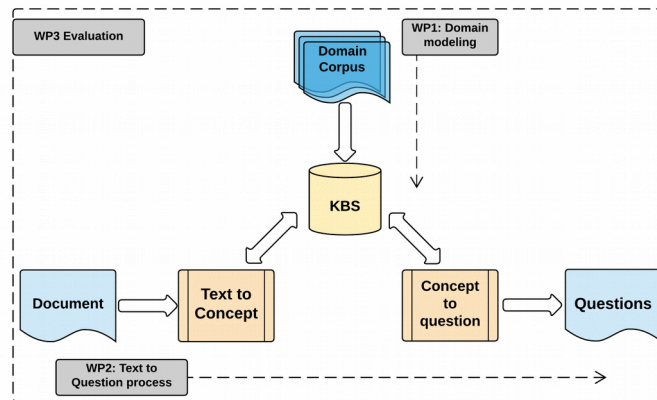 WP3 Evaluation
Domain
Corpus
WP1: Domain
modeling
KBS
Document
Text to
Concept
Concept
to
question
Questions
WP2: Text to
Question process